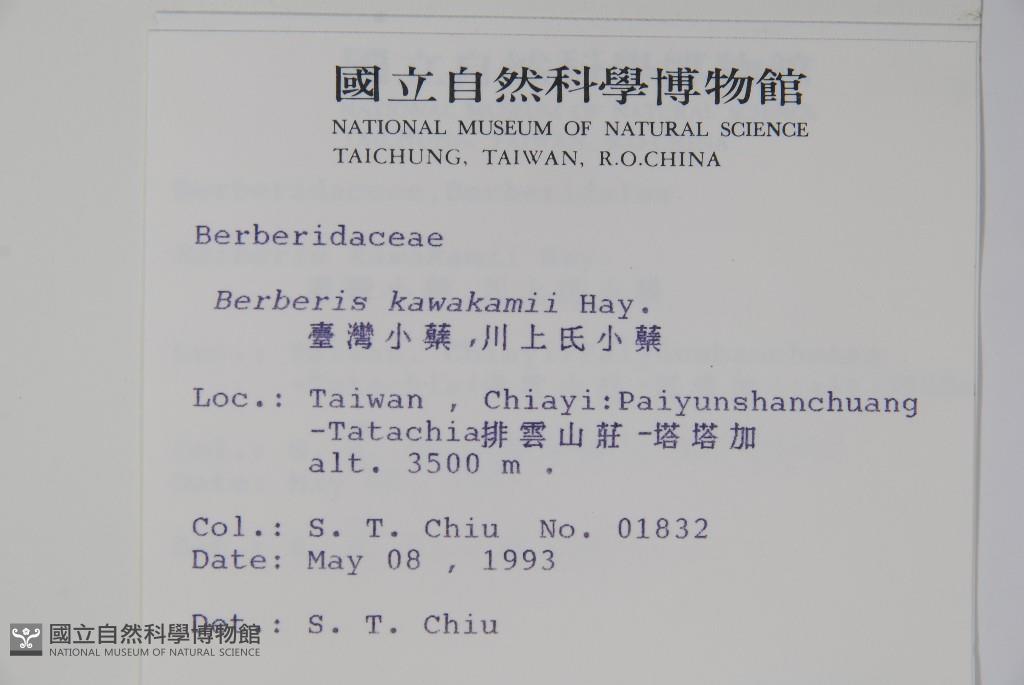 國立自然科學博物館
NATIONAL MUSEUM OF NATURAL SCIENCE
TAICHUNG, TAIWAN, R.O.CHINA
Berberidaceae
Berberis kawakamii Hay.
臺灣小蘗,川上氏小蘗
Loc.: Taiwan , Chiayi:Paiyunshanchuang
-Tatachia排雲山莊-塔塔加
alt. 3500 m .
Col.: S. T. Chiu No. 01832
Date: May 08 , 1993
Det.: S. T. Chiu
國立自然科學博物館
NATIONAL MUSEUM OF NATURAL SCIENCE